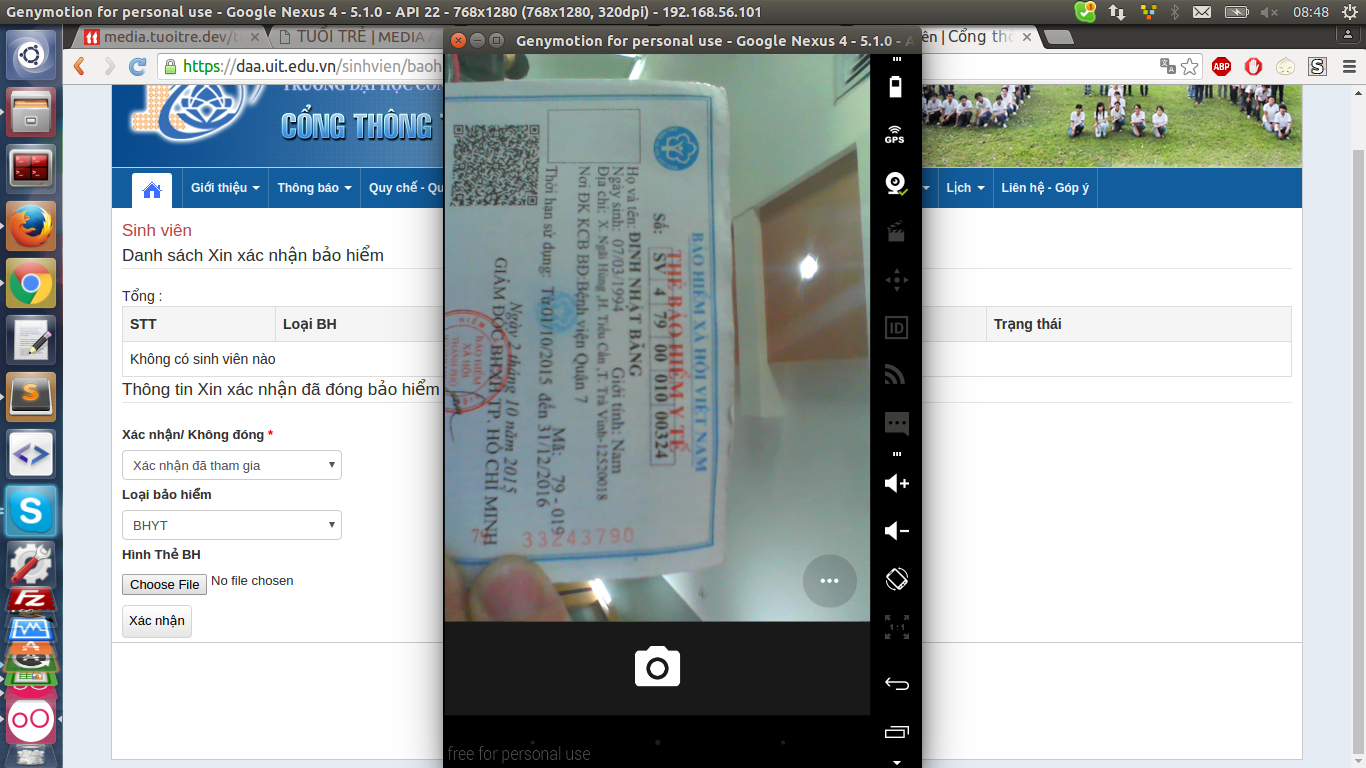 Genymotion for personal use - Google Nexus 4 - 5.1.0 - API 22 - 768x1280 (768x1280, 320dpi) - 192.168.56.101
08:48
media.tuoitre.dev/
TUỔI TRẺ | MEDIA
Genymotion for personal use - Google Nexus 4 - 5.1.0 - A
ên | Cổng thô
https://daa.uit.edu.vn/sinhvien/baoh
ABP
S
TRƯỜNG ĐẠI HỌC CÔN
CỔNG THÔNG T
Giới thiệu
Thông báo
Quy chế - Qu
Lịch
Liên hệ - Góp ý
Sinh viên
Danh sách Xin xác nhận bảo hiểm
Tổng :
STT
Loại BH
Trạng thái
Không có sinh viên nào
Thông tin Xin xác nhận đã đóng bảo hiểm
Xác nhận/ Không đóng *
Xác nhận đã tham gia
Loại bảo hiểm
BHYT
Hình Thẻ BH
Choose File No file chosen
Xác nhận
BẢO HIỂM XÃ HỘI VIỆT NAM
THẺ BẢO HIỂM Y TẾ
Số: SV 4 79 00 010 00324
Họ và tên: ĐINH NHẬT BẰNG
Ngày sinh: 07/03/1994 Giới tính: Nam
Địa chỉ: X. Ngãi Hùng ,H. Tiểu Cần ,T. Trà Vinh-12520018
Nơi ĐK KCB BĐ:Bệnh viện Quận 7
Mã: 79 - 019
Thời hạn sử dụng: Từ 01/10/2015 đến 31/12/2016
Ngày 2 tháng 10 năm 2015
GIÁM ĐỐC BHXH TP. HỒ CHÍ MINH
BẢO HIỂM
XÃ HỘI
79
33243790
GPS
ID
1:1
free for personal use